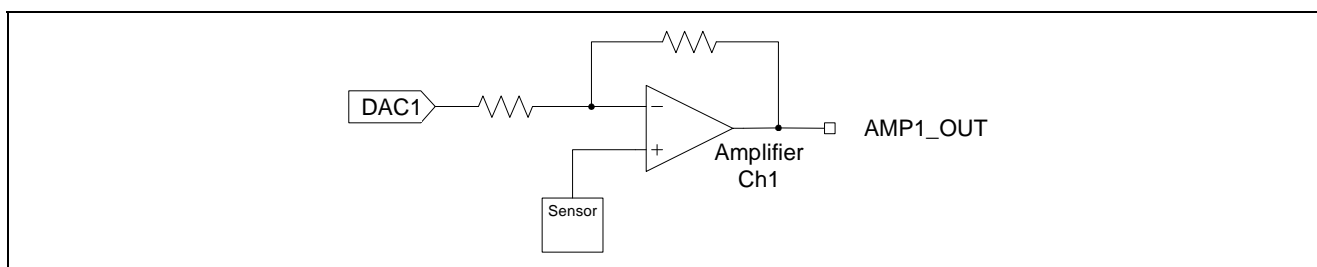 DAC1
−
+
AMP1_OUT
Amplifier
Ch1
Sensor